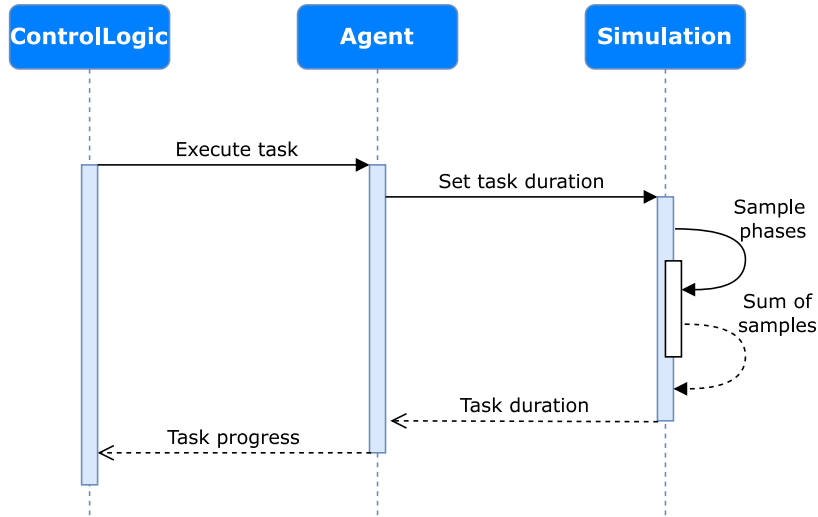 ControlLogic
Agent
Simulation
Execute task
Set task duration
Sample
phases
Sum of
samples
Task duration
Task progress